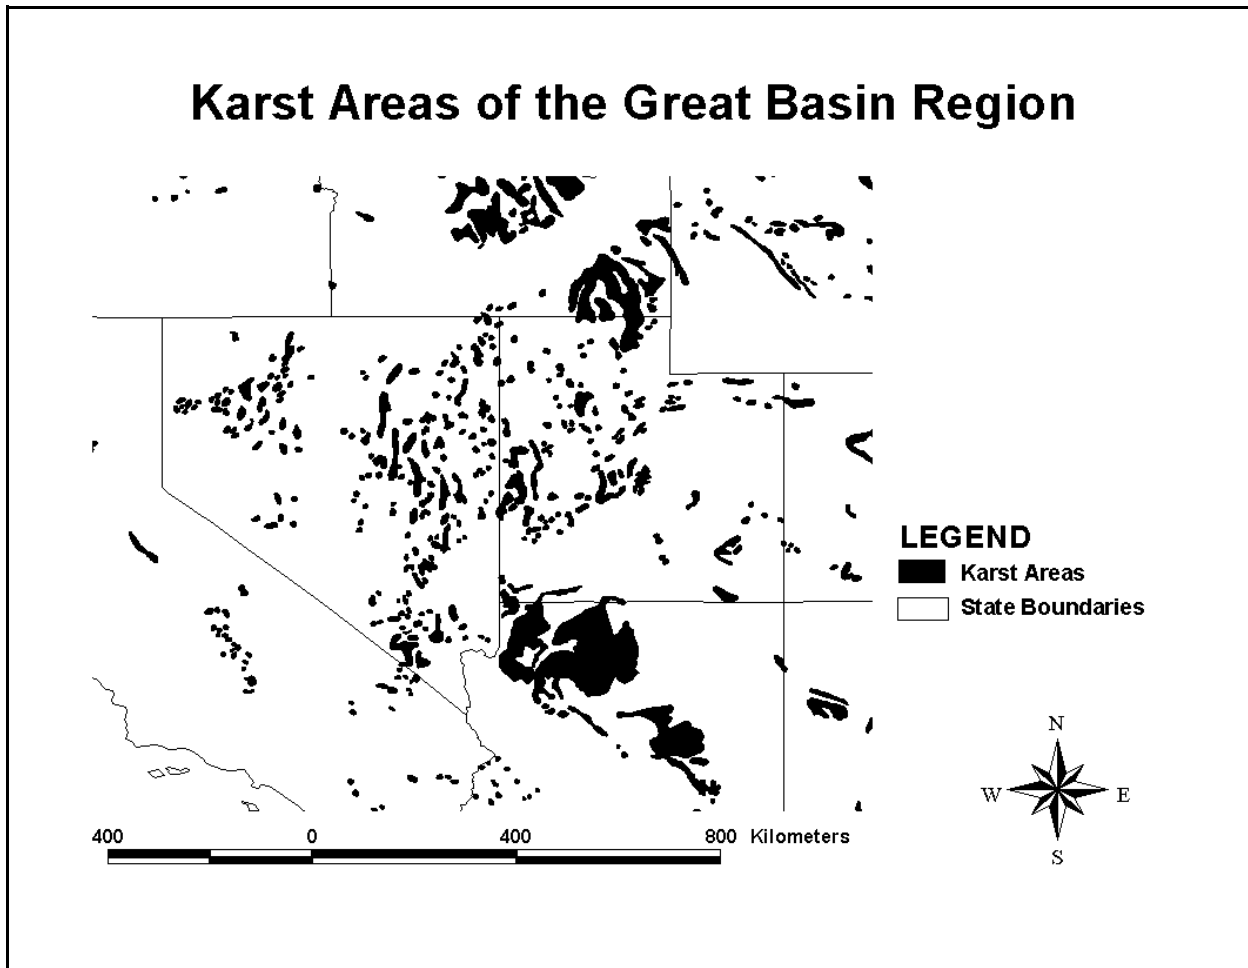 Karst Areas of the Great Basin Region
LEGEND
Karst Areas
State Boundaries
N
W E
S
400 0 400 800 Kilometers